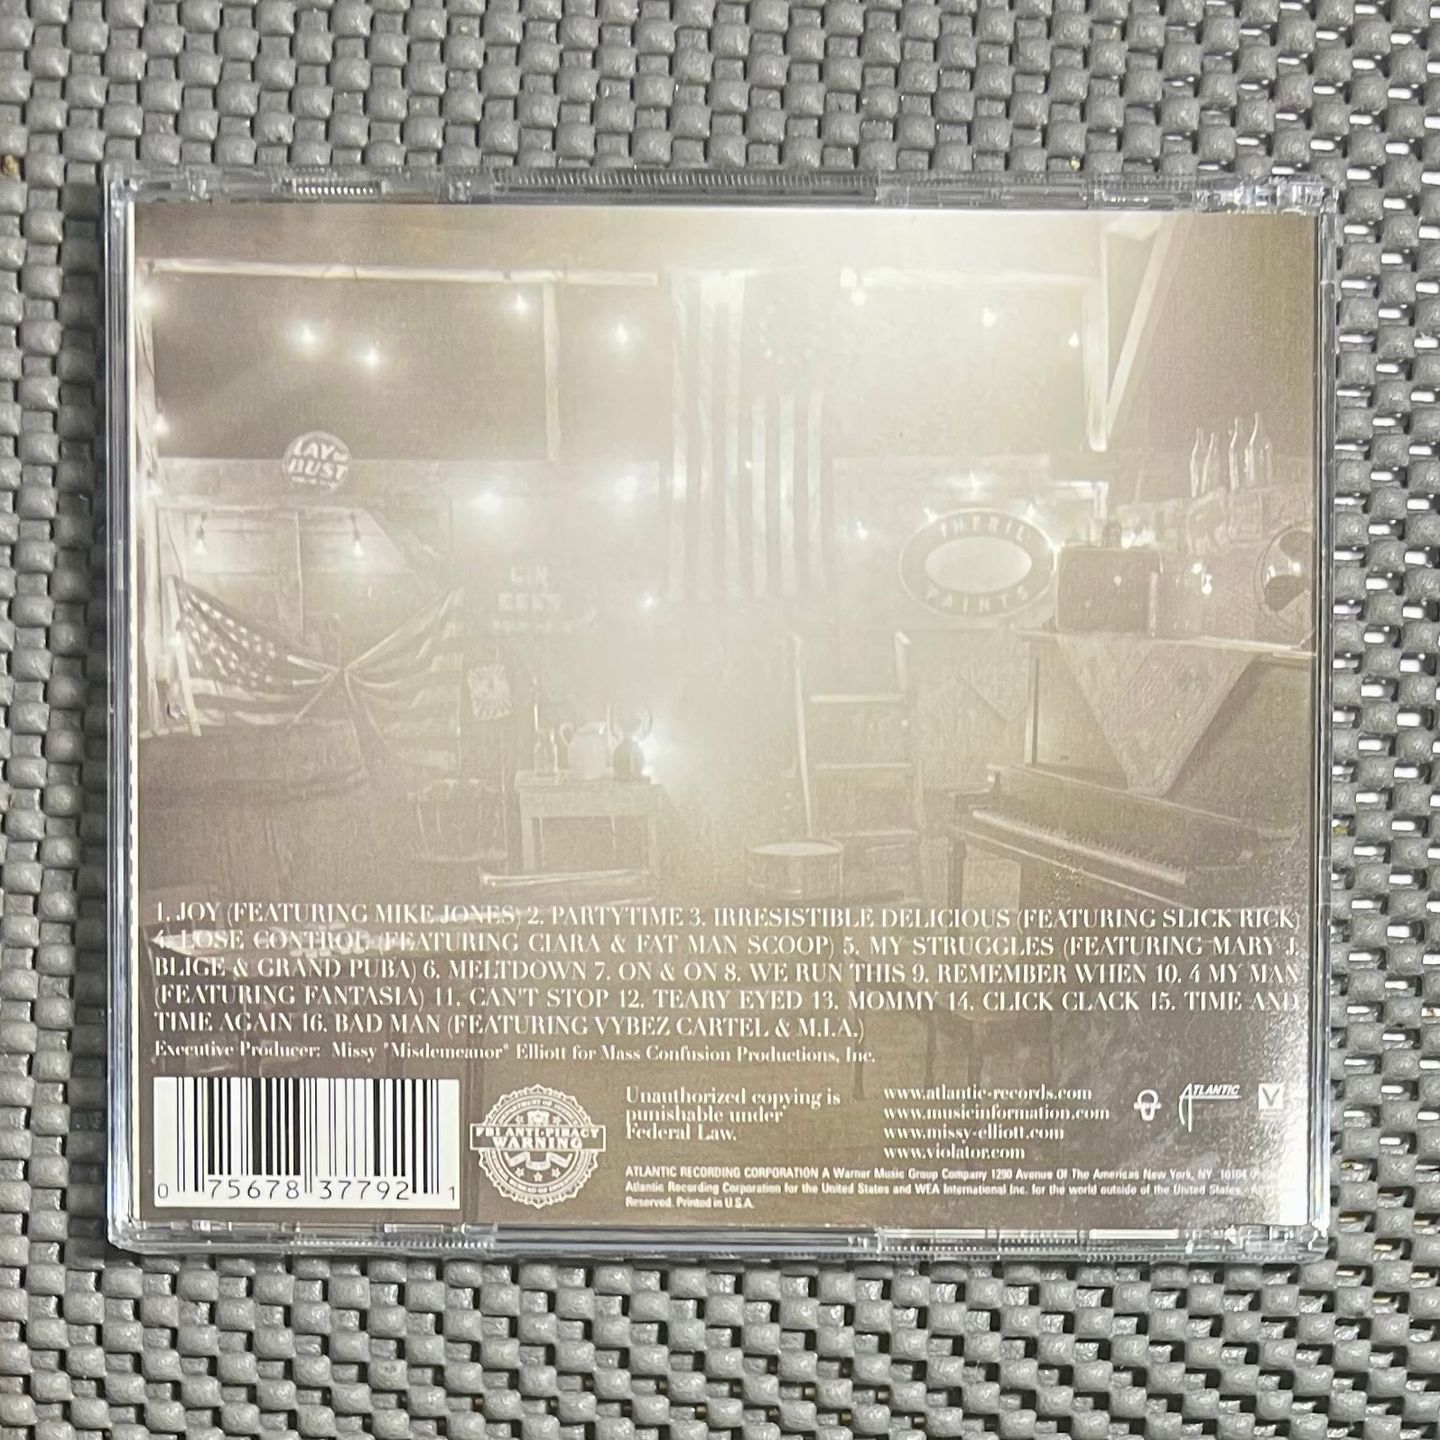 LAY or
BUST
THERIL
PAINTS
1. JOY (FEATURING MIKE JONES) 2. PARTYTIME 3. IRRESISTIBLE DELICIOUS (FEATURING SLICK RICK)
4. LOSE CONTROL (FEATURING CIARA & FAT MAN SCOOP) 5. MY STRUGGLES (FEATURING MARY J.
BLIGE & GRAND PUBA) 6. MELTDOWN 7. ON & ON 8. WE RUN THIS 9. REMEMBER WHEN 10. 4 MY MAN
(FEATURING FANTASIA) 11. CAN'T STOP 12. TEARY EYED 13. MOMMY 14. CLICK CLACK 15. TIME AND
TIME AGAIN 16. BAD MAN (FEATURING VYBEZ CARTEL & M.I.A.)
Executive Producer: Missy "Misdemeanor" Elliott for Mass Confusion Productions, Inc.
0 75678 37792 1
FBI ANTI-PIRACY
WARNING
Unauthorized copying is
punishable under
Federal Law.
www.atlantic-records.com
www.musicinformation.com
www.missy-elliott.com
www.violator.com
ATLANTIC
V
ATLANTIC RECORDING CORPORATION A Warner Music Group Company 1290 Avenue Of The Americas New York, NY 10104
Atlantic Recording Corporation for the United States and WEA International Inc. for the world outside of the United States.
Reserved. Printed in U.S.A.